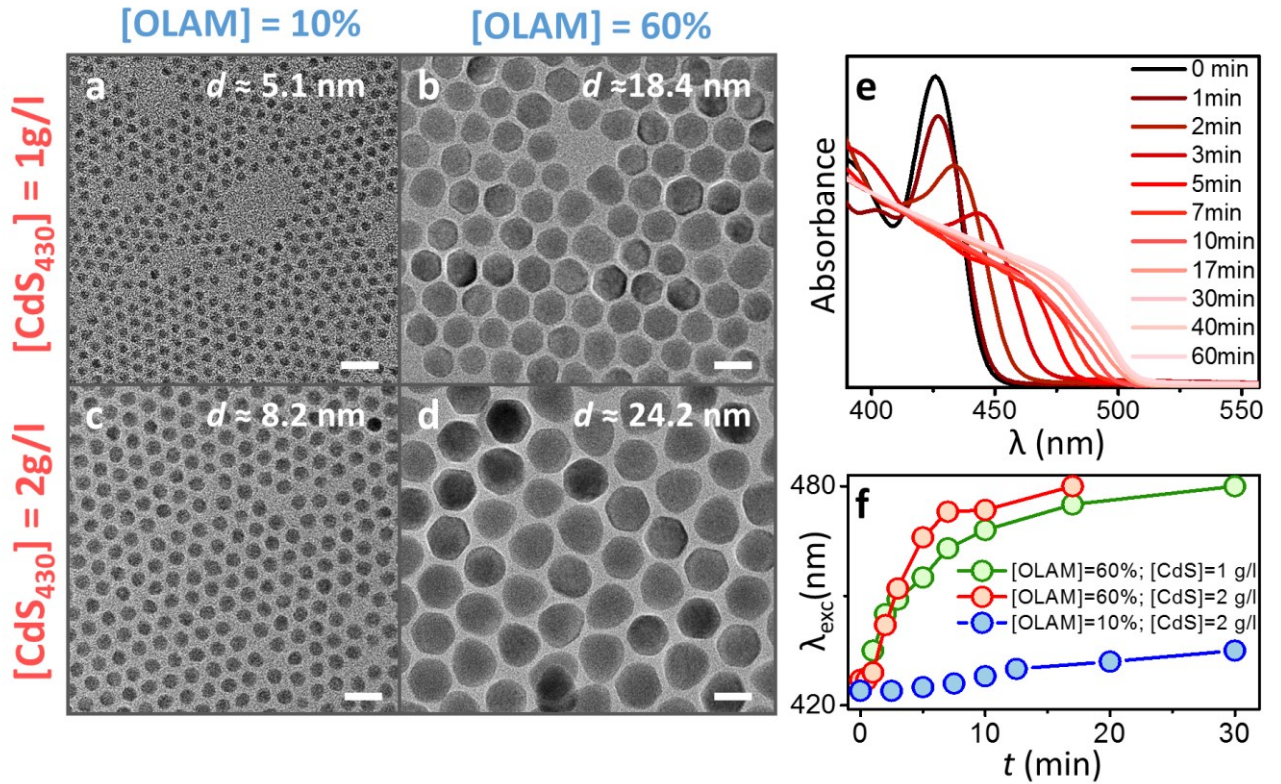 [OLAM] = 10%
[OLAM] = 60%
[CdS430] = 1g/l
[CdS430] = 2g/l
a
d ≈ 5.1 nm
b
d ≈18.4 nm
c
d ≈ 8.2 nm
d
d ≈ 24.2 nm
e
0 min
1min
2min
3min
5min
7min
10min
17min
30min
40min
60min
Absorbance
400
450
500
550
λ (nm)
f
480
420
λexc(nm)
[OLAM]=60%; [CdS]=1 g/l
[OLAM]=60%; [CdS]=2 g/l
[OLAM]=10%; [CdS]=2 g/l
0
10
20
30
t (min)